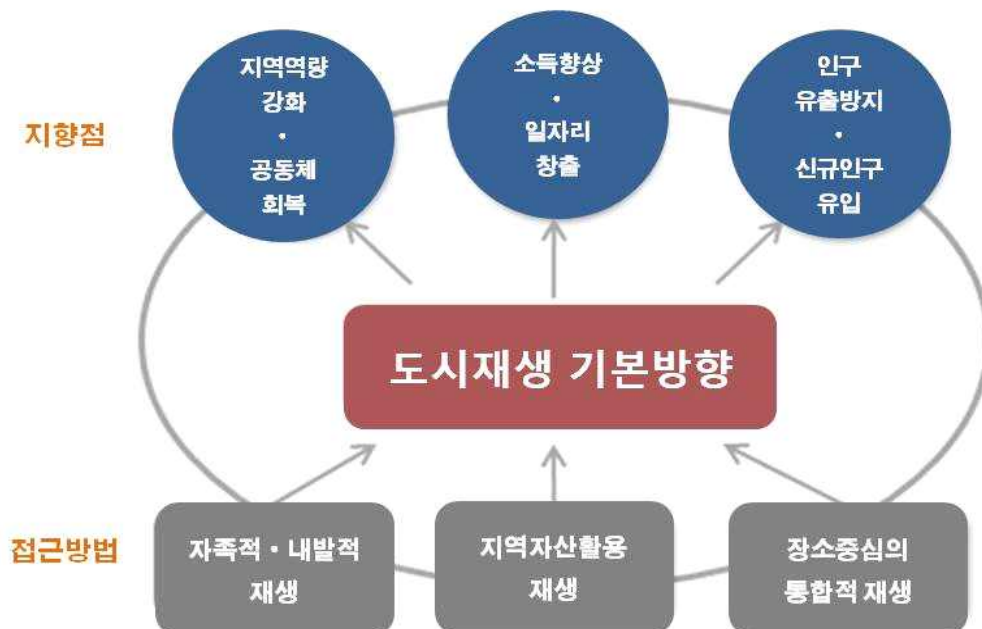 지향점
지역역량
강화
·
공동체
회복
소득향상
·
일자리
창출
인구
유출방지
·
신규인구
유입
도시재생 기본방향
접근방법
자족적·내발적
재생
지역자산활용
재생
장소중심의
통합적 재생